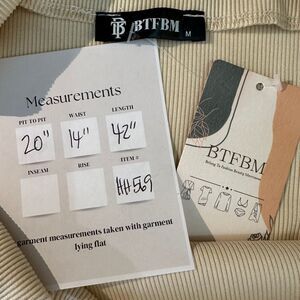 BTFBM
M
Measurements
PIT TO PIT
WAIST
LENGTH
20"
14"
42"
INSEAM
RISE
ITEM #
HH569
garment measurements taken with garment
lying flat
BTFBM